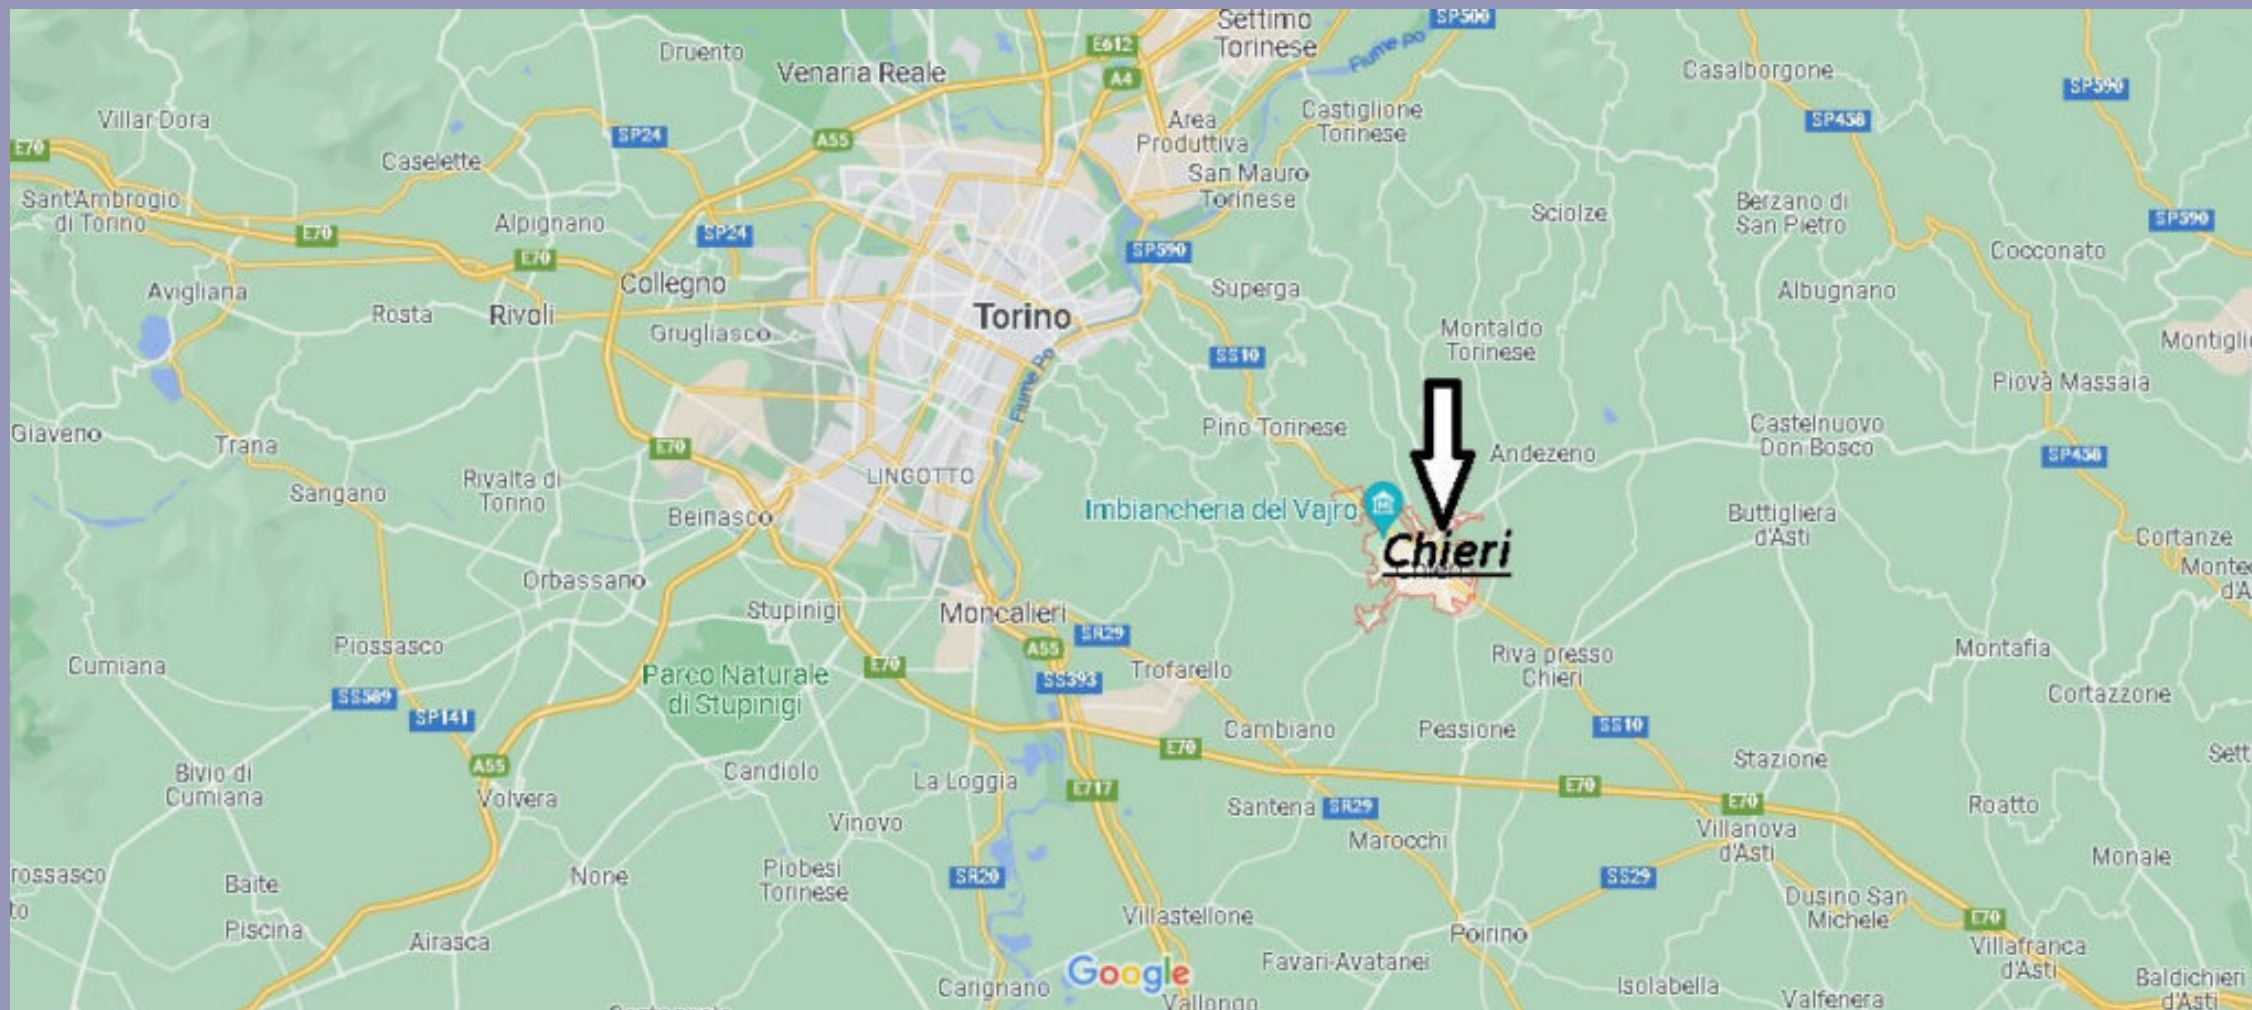 Settimo
Torinese
SP500
Fiume Po
E612
A4
Druento
Venaria Reale
Casalborgone
SP590
SP458
Villar Dora
Area
Produttiva
Castiglione
Torinese
E70
SP24
A55
Caselette
San Mauro
Torinese
Sant'Ambrogio
di Torino
E70
Alpignano
SP24
Sciolze
Berzano di
San Pietro
SP590
E70
SP590
Cocconato
Avigliana
Collegno
Superga
Albugnano
Rosta
Rivoli
Torino
Grugliasco
Montaldo
Torinese
SS10
Fiume Po
Piovà Massaia
Giaveno
Trana
Pino Torinese
Castelnuovo
Don Bosco
E70
Andezeno
SP458
Rivalta di
Torino
LINGOTTO
Sangano
Beinasco
Imbiancheria del Vajro
Buttigliera
d'Asti
Cortanze
Chieri
Orbassano
Stupinigi
Moncalieri
SR29
A55
Piossasco
Cumiana
E70
Trofarello
Riva presso
Chieri
Montafia
Parco Naturale
di Stupinigi
SS393
SS589
SP141
Cortazzone
Cambiano
Pessione
SS10
E70
A55
Bivio di
Cumiana
Candiolo
La Loggia
Stazione
Volvera
E717
E70
E70
Santena
SR29
Roatto
Vinovo
Marocchi
Villanova
d'Asti
Monale
Baite
None
Piobesi
Torinese
SR20
SS29
Dusino San
Michele
Piscina
Airasca
Villastellone
Poirino
E70
Villafranca
d'Asti
Favari-Avatanei
Google
Carignano
Isolabella
Valfenera
Baldichieri
d'Asti
Vallongo